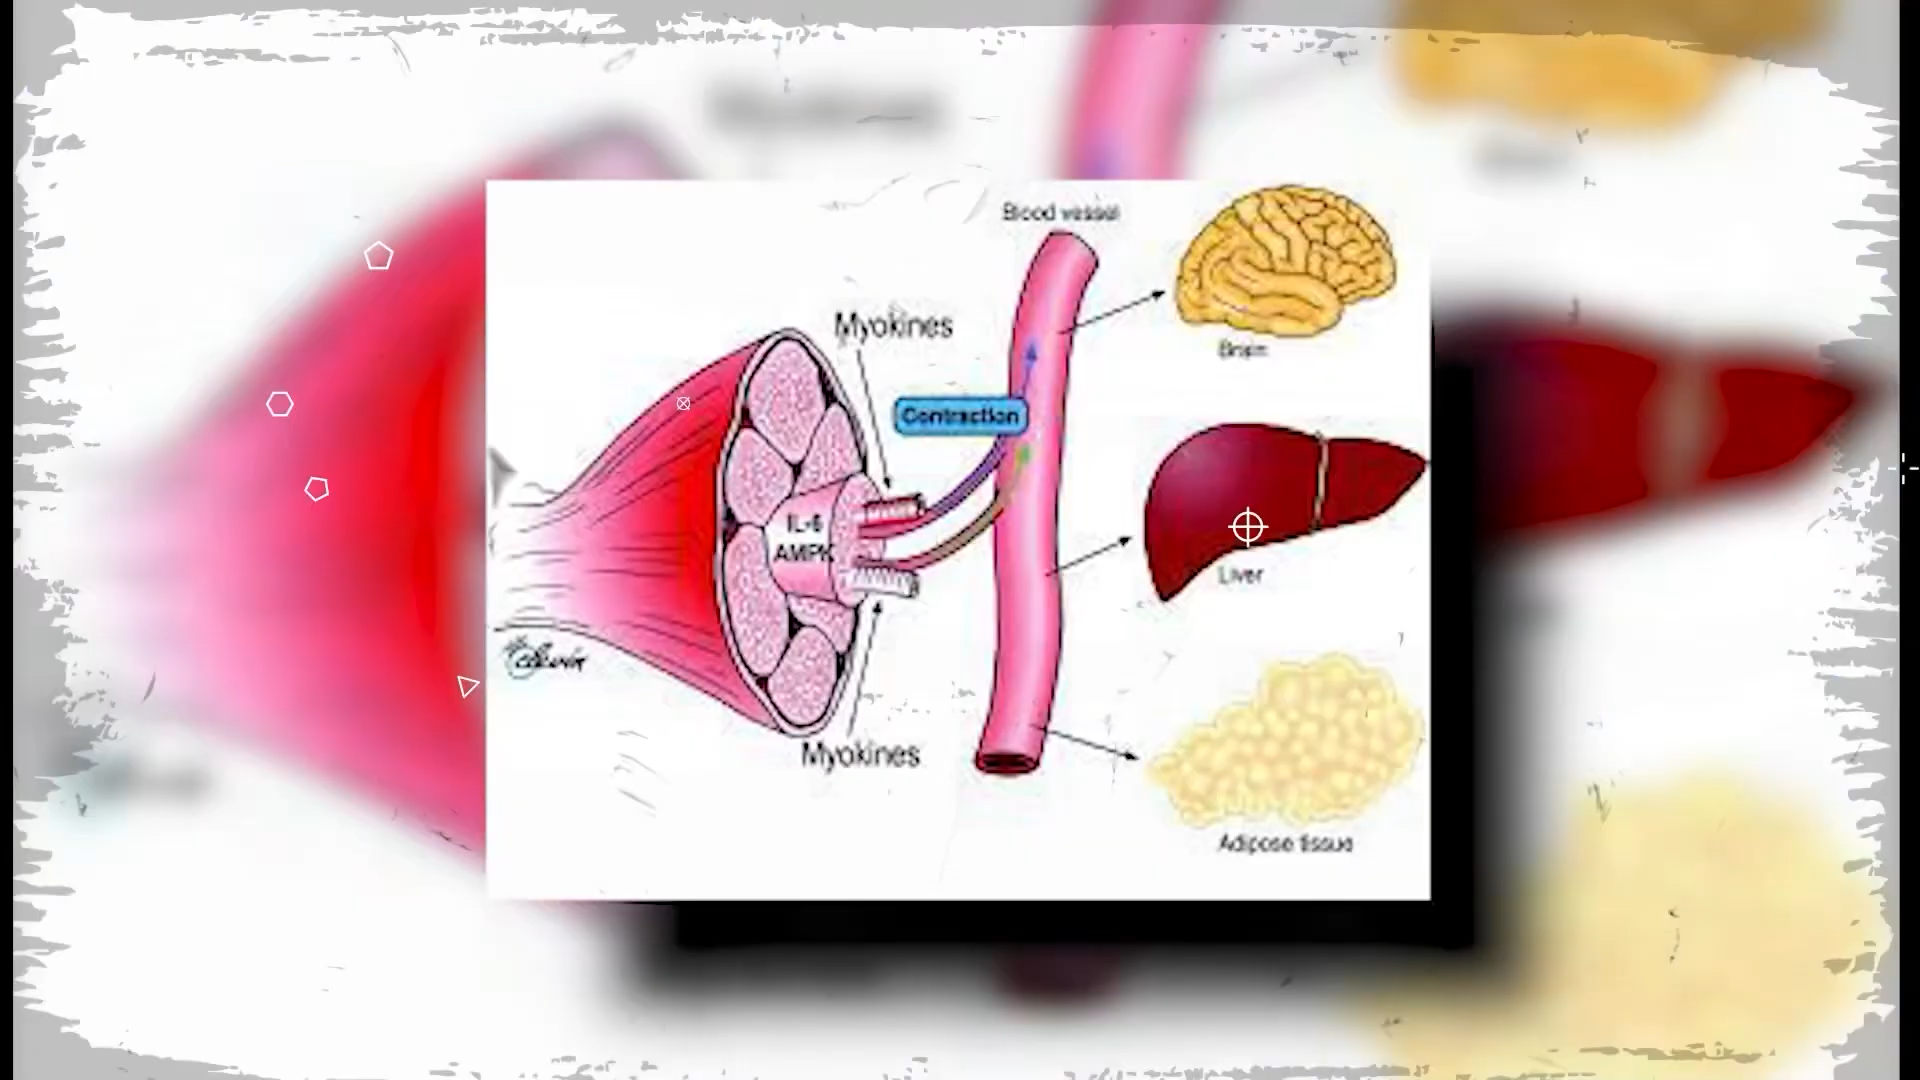 Blood vessel
Myokines
Brain
Contraction
IL-6
AMPK
Liver
Myokines
Adipose tissue